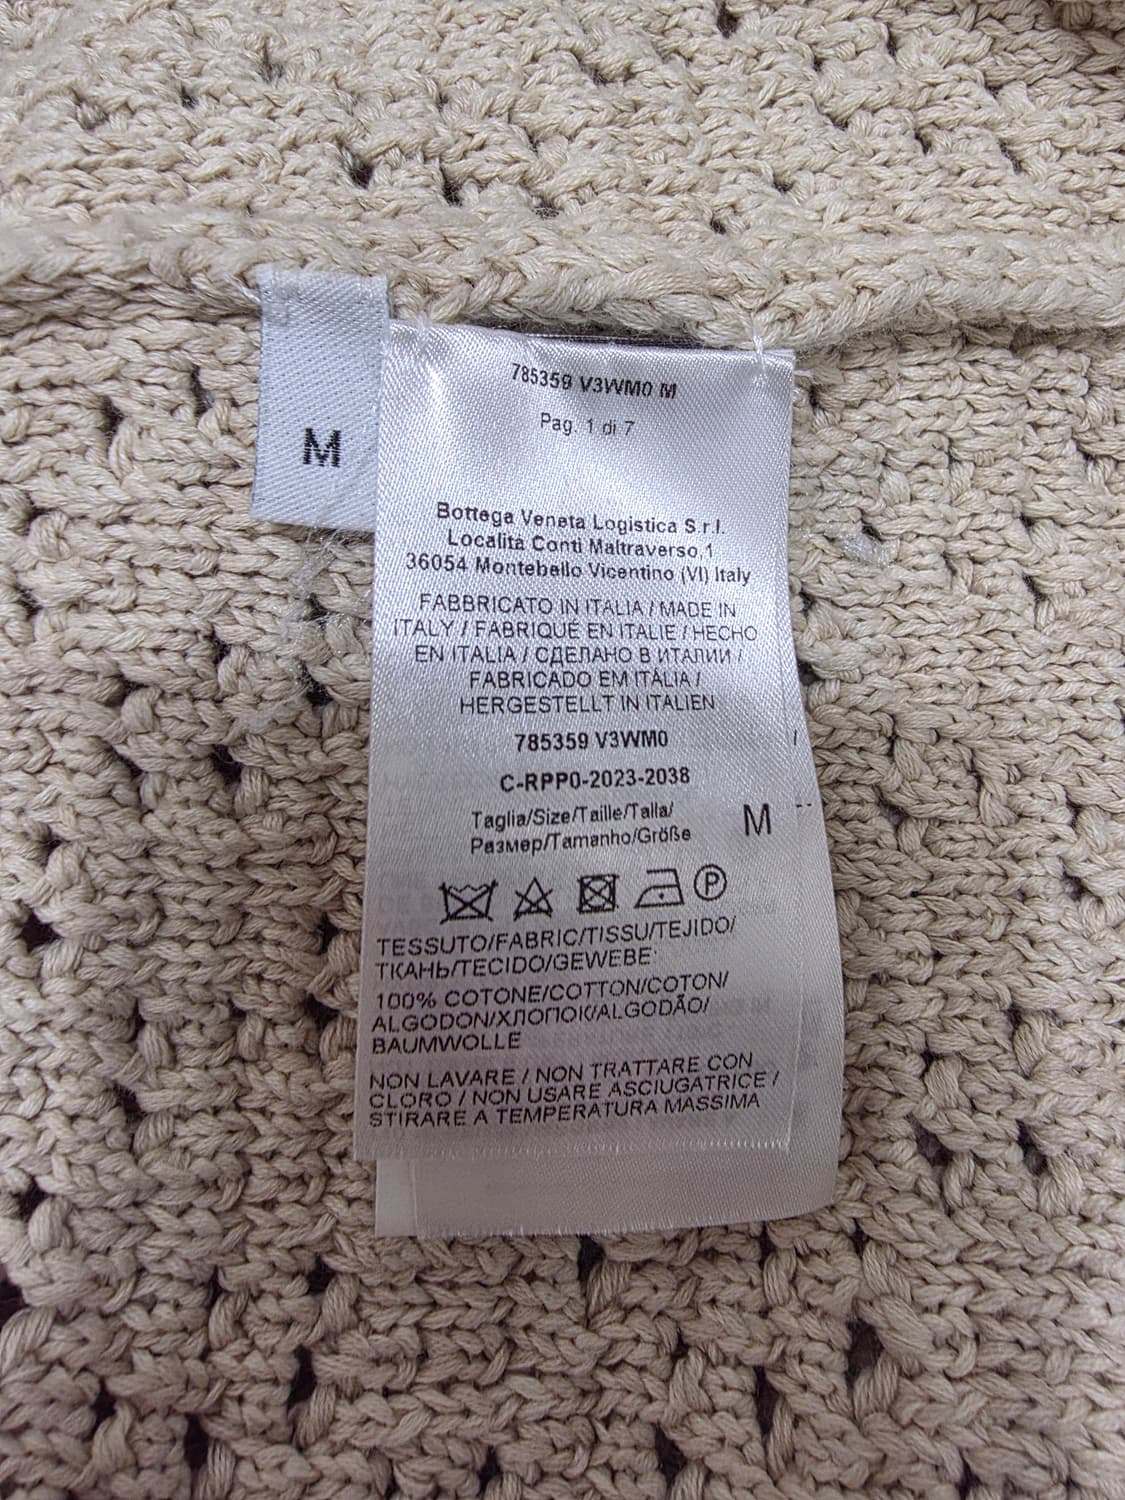 M
785359 V3WM0 M
Pag. 1 di 7
Bottega Veneta Logistica S.r.l.
Localita Conti Maltraverso,1
36054 Montebello Vicentino (VI) Italy
FABBRICATO IN ITALIA / MADE IN
ITALY / FABRIQUÉ EN ITALIE / HECHO
EN ITALIA / СДЕЛАНО В ИТАЛИИ /
FABRICADO EM ITÁLIA /
HERGESTELLT IN ITALIEN
785359 V3WM0
C-RPP0-2023-2038
Taglia/Size/Taille/Talla/
Размер/Tamanho/Größe M
P
TESSUTO/FABRIC/TISSU/TEJIDO/
ТКАНЬ/TECIDO/GEWEBE:
100% COTONE/COTTON/COTON/
ALGODON/ХЛОПОК/ALGODÃO/
BAUMWOLLE
NON LAVARE / NON TRATTARE CON
CLORO / NON USARE ASCIUGATRICE /
STIRARE A TEMPERATURA MASSIMA